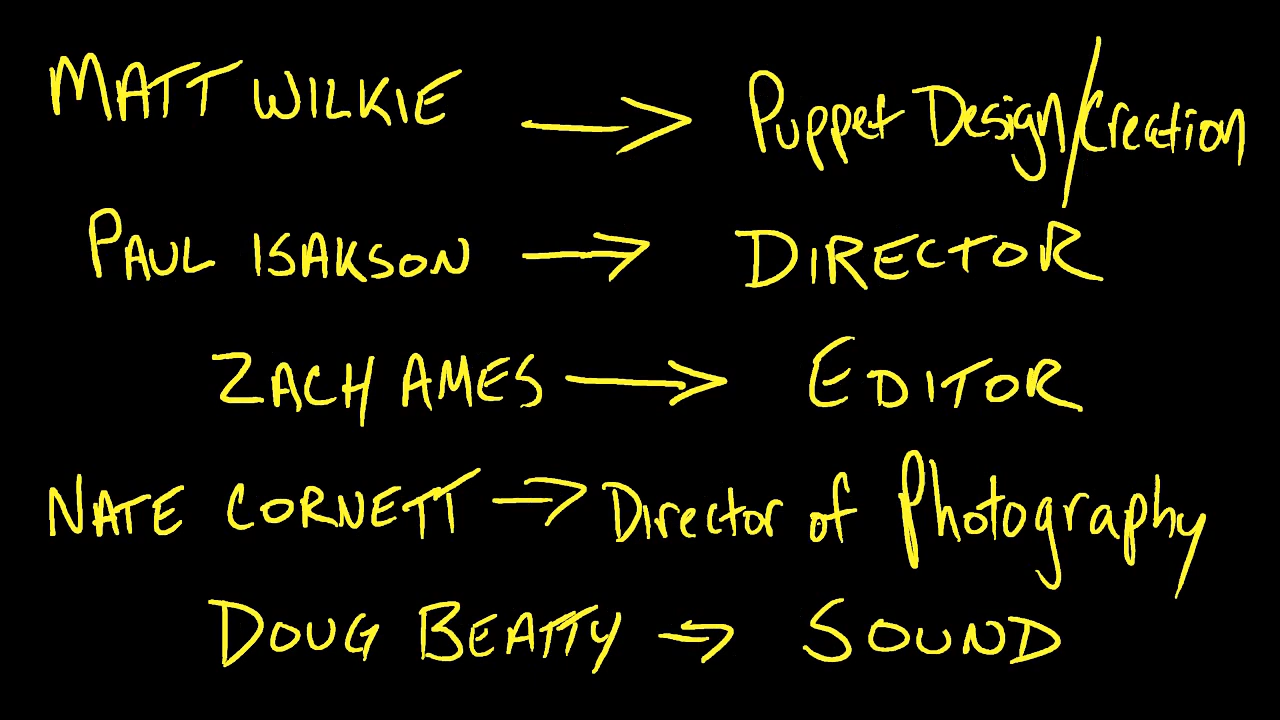 MATT WILKIE → Puppet Design/Creation
PAUL ISAKSON → DIRECTOR
ZACH AMES → EDITOR
NATE CORNETT → Director of Photography
DOUG BEATTY → SOUND